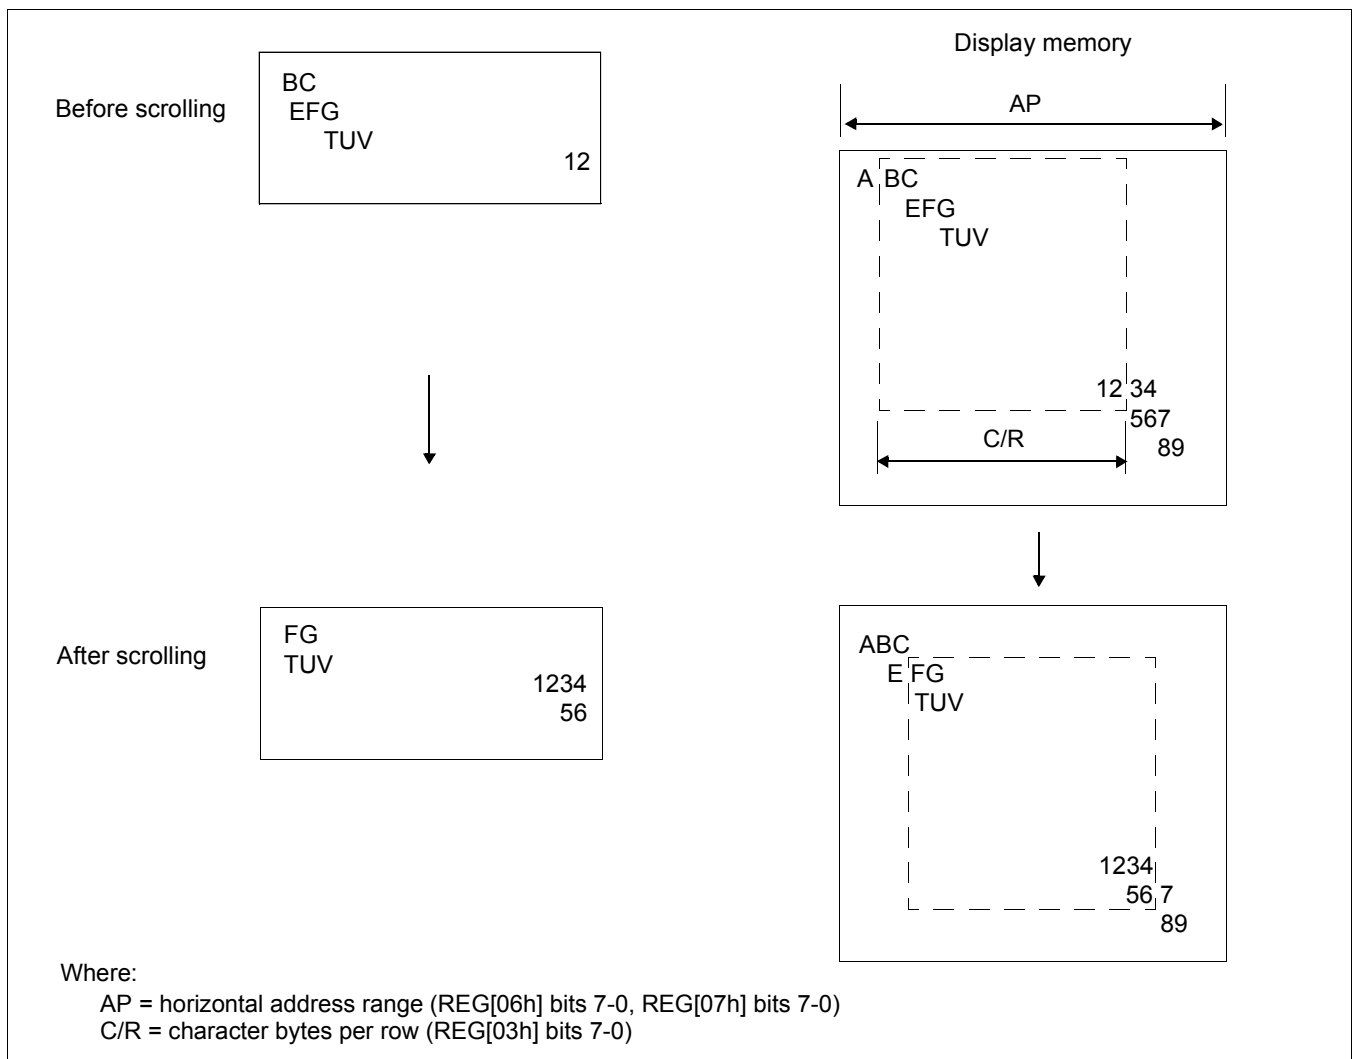 Display memory
Before scrolling
BC
EFG
TUV
12
AP
A BC
EFG
TUV
12 34
567
89
C/R
After scrolling
FG
TUV
1234
56
ABC
E FG
TUV
1234
56 7
89
Where:
AP = horizontal address range (REG[06h] bits 7-0, REG[07h] bits 7-0)
C/R = character bytes per row (REG[03h] bits 7-0)